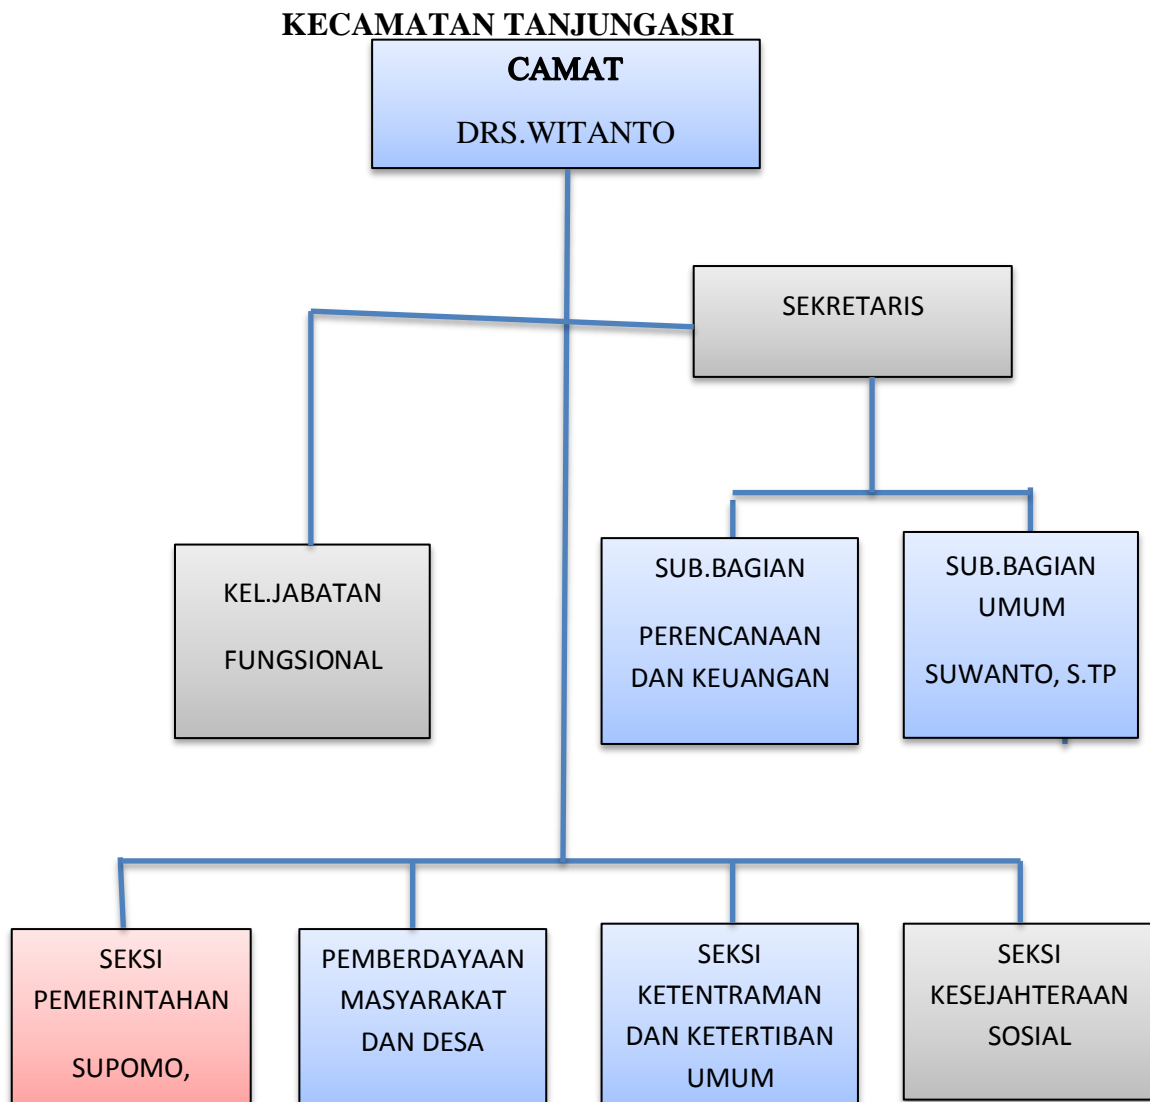 KECAMATAN TANJUNGASRI
CAMAT
DRS.WITANTO
SEKRETARIS
KEL.JABATAN
FUNGSIONAL
SUB.BAGIAN
PERENCANAAN
DAN KEUANGAN
SUB.BAGIAN
UMUM
SUWANTO, S.TP
SEKSI
PEMERINTAHAN
SUPOMO,
PEMBERDAYAAN
MASYARAKAT
DAN DESA
SEKSI
KETENTRAMAN
DAN KETERTIBAN
UMUM
SEKSI
KESEJAHTERAAN
SOSIAL